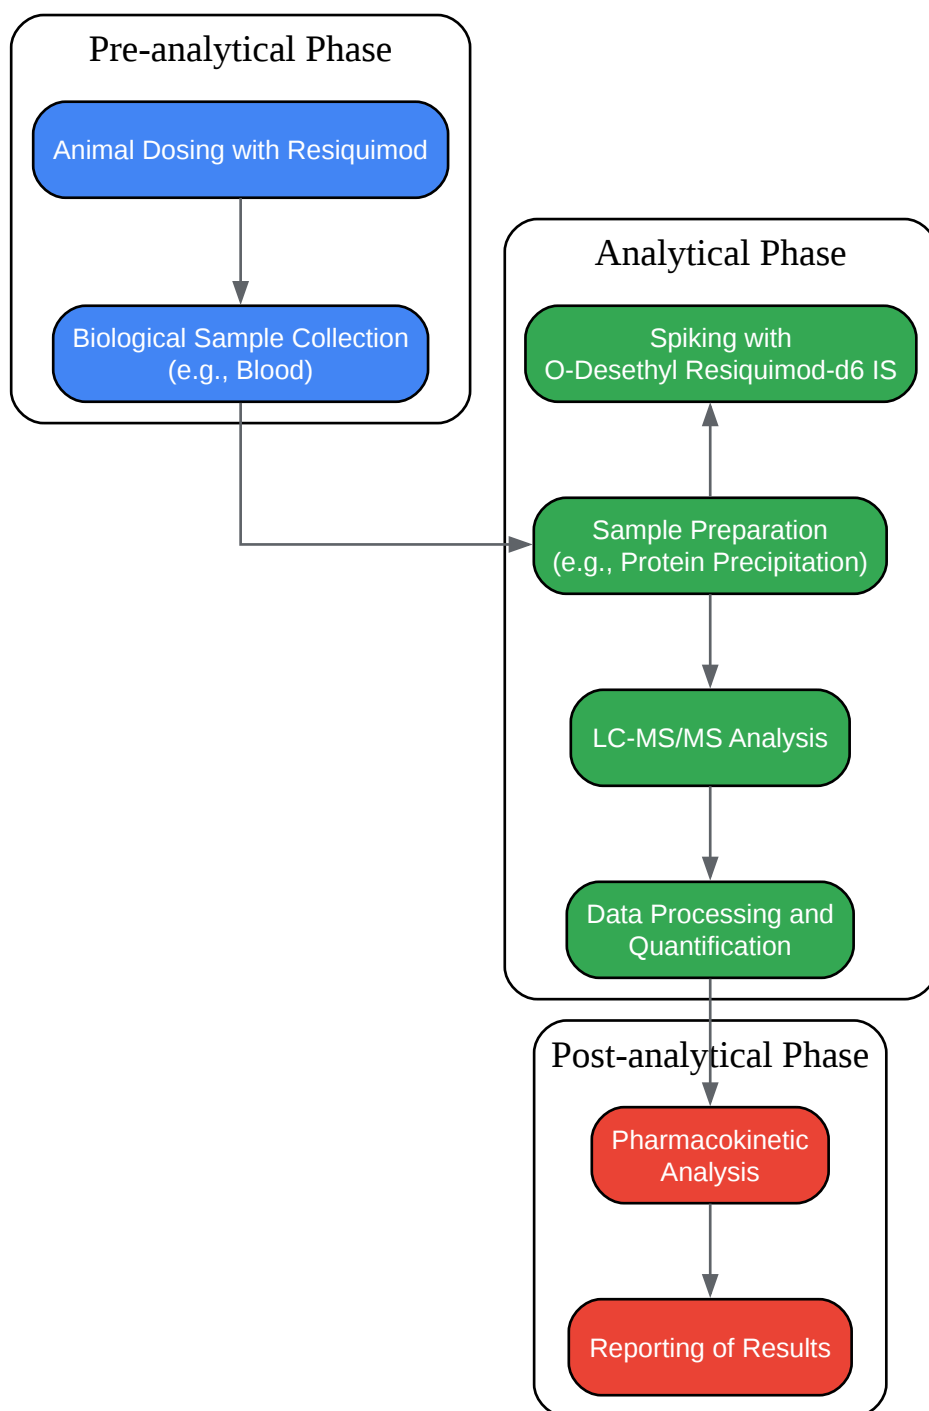 Pre-analytical Phase
Animal Dosing with Resiquimod
Biological Sample Collection
(e.g., Blood)
Analytical Phase
Spiking with
O-Desethyl Resiquimod-d6 IS
Sample Preparation
(e.g., Protein Precipitation)
LC-MS/MS Analysis
Data Processing and
Quantification
Post-analytical Phase
Pharmacokinetic
Analysis
Reporting of Results